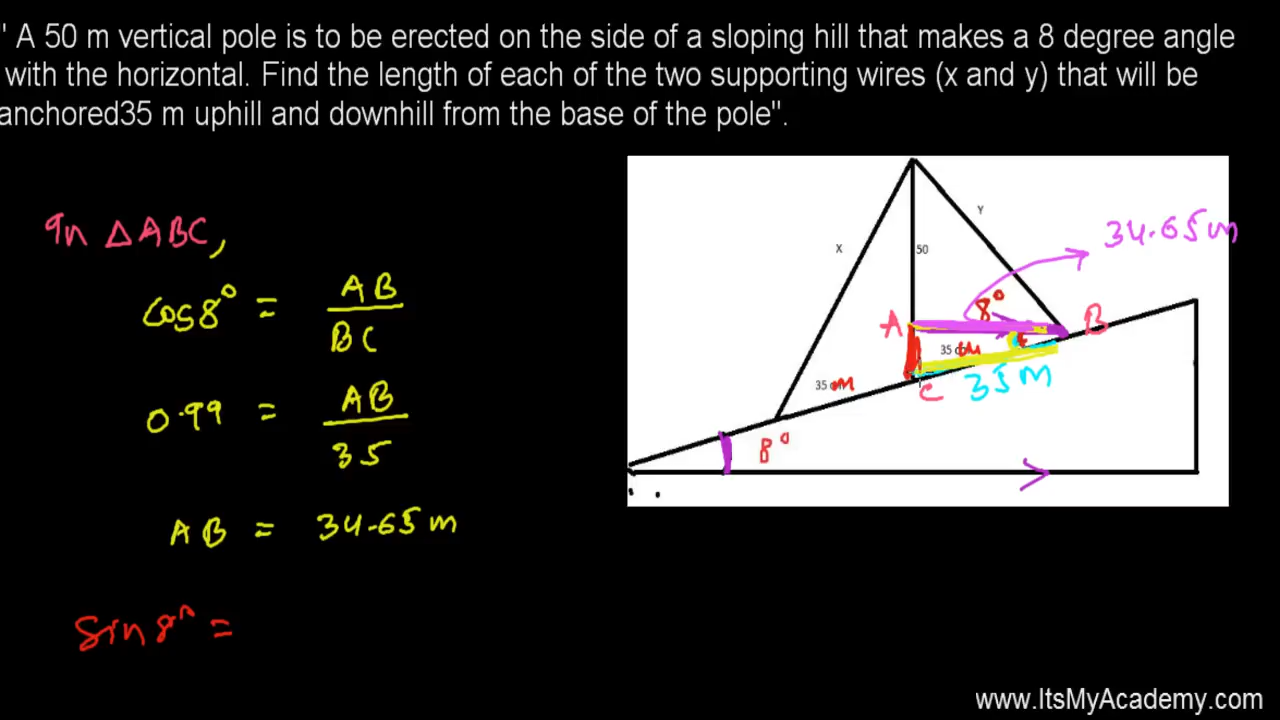 " A 50 m vertical pole is to be erected on the side of a sloping hill that makes a 8 degree angle
with the horizontal. Find the length of each of the two supporting wires (x and y) that will be
anchored35 m uphill and downhill from the base of the pole".
In △ABC,
cos8° = AB
BC
0.99 = AB
35
AB = 34.65 m
Sin 8° =
X
Y
50
34.65 m
8°
A
B
35 m
C
35 M
35 m
8°
www.ItsMyAcademy.com